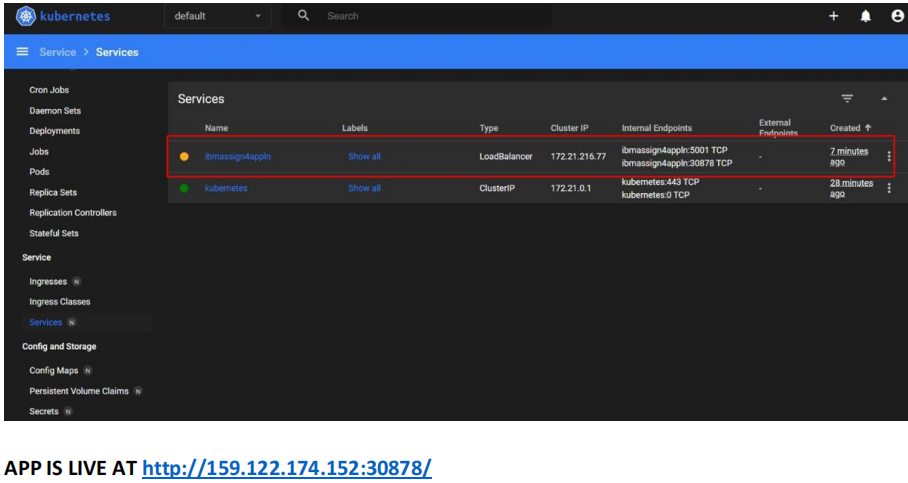 kubernetes
default
Search
Service > Services
Cron Jobs
Daemon Sets
Deployments
Jobs
Pods
Replica Sets
Replication Controllers
Stateful Sets
Service
Ingresses N
Ingress Classes
Services N
Config and Storage
Config Maps N
Persistent Volume Claims N
Secrets N
Services
Name Labels Type Cluster IP Internal Endpoints External Endpoints Created
ibmassign4appln Show all LoadBalancer 172.21.216.77 ibmassign4appln:5001 TCP - 7 minutes
ibmassign4appln:30878 TCP ago
kubernetes Show all ClusterIP 172.21.0.1 kubernetes:443 TCP - 28 minutes
kubernetes:0 TCP ago
APP IS LIVE AT http://159.122.174.152:30878/